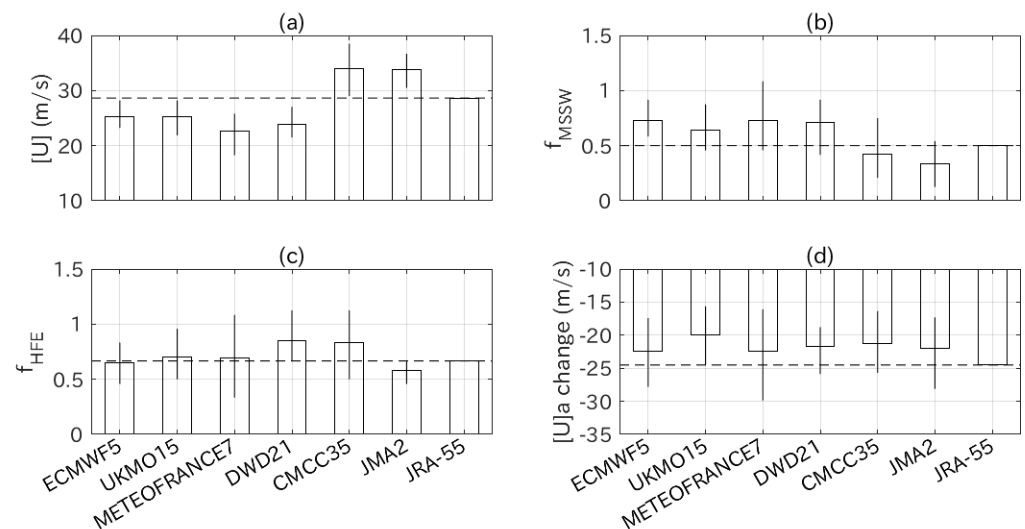 (a)
40
30
20
10
[U] (m/s)
(b)
1.5
1
0.5
0
f_MSSW
(c)
1.5
1
0.5
0
f_HFE
ECMWF5
UKMO15
METEOFRANCE7
DWD21
CMCC35
JMA2
JRA-55
(d)
-10
-15
-20
-25
-30
-35
[U]a change (m/s)
ECMWF5
UKMO15
METEOFRANCE7
DWD21
CMCC35
JMA2
JRA-55